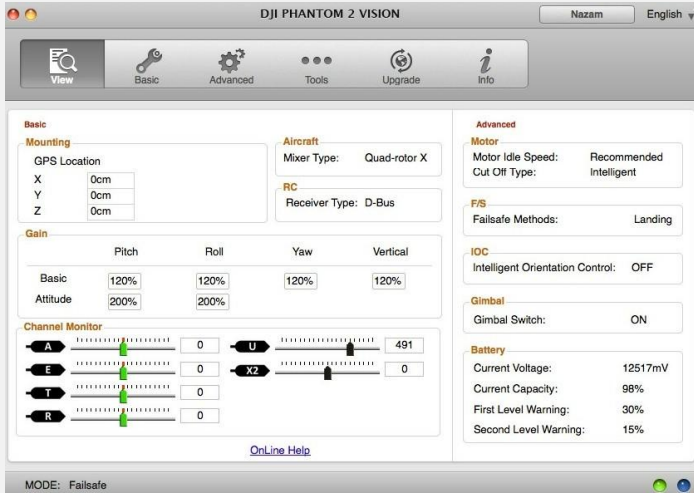 DJI PHANTOM 2 VISION
Nazam
English
View
Basic
Advanced
Tools
Upgrade
Info
Basic
Mounting
GPS Location
X 0cm
Y 0cm
Z 0cm
Aircraft
Mixer Type: Quad-rotor X
RC
Receiver Type: D-Bus
Gain
Pitch Roll Yaw Vertical
Basic 120% 120% 120% 120%
Attitude 200% 200%
Channel Monitor
A 0 U 491
E 0 X2 0
T 0
R 0
OnLine Help
Advanced
Motor
Motor Idle Speed: Recommended
Cut Off Type: Intelligent
F/S
Failsafe Methods: Landing
IOC
Intelligent Orientation Control: OFF
Gimbal
Gimbal Switch: ON
Battery
Current Voltage: 12517mV
Current Capacity: 98%
First Level Warning: 30%
Second Level Warning: 15%
MODE: Failsafe